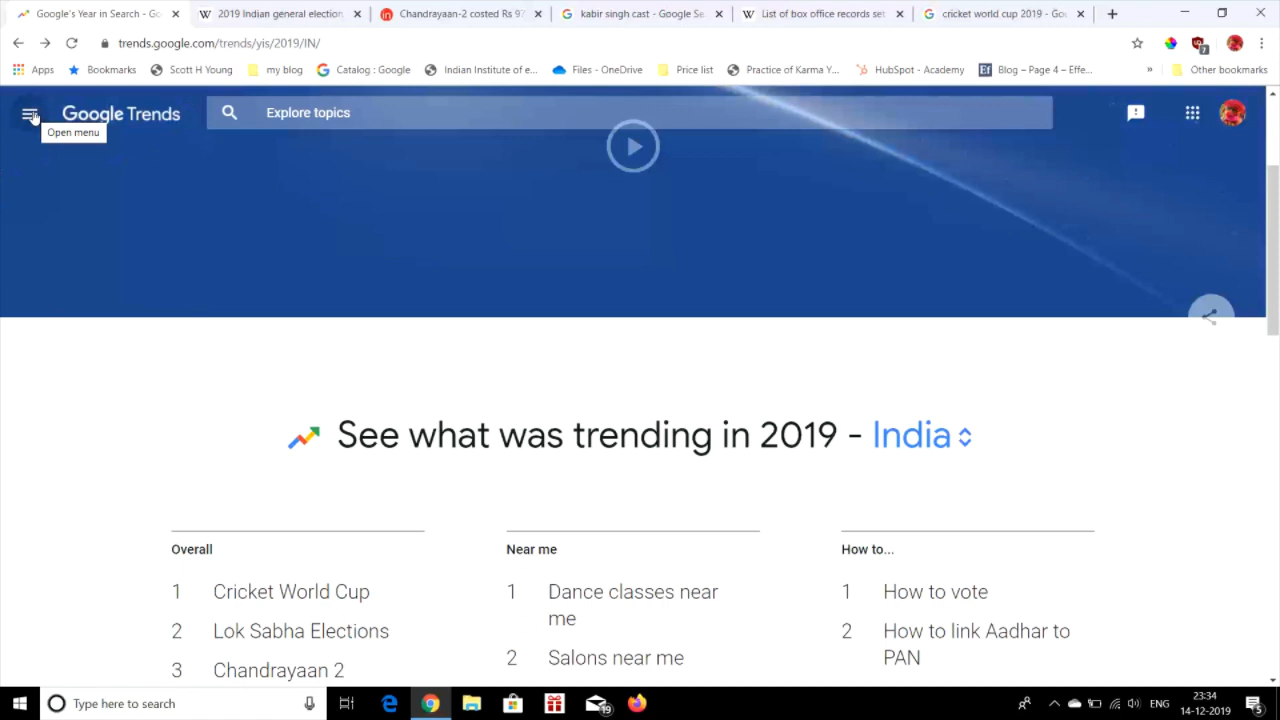 Google's Year in Search - Go
2019 Indian general election
Chandrayaan-2 costed Rs 97
kabir singh cast - Google Se
List of box office records set
cricket world cup 2019 - Goo
trends.google.com/trends/yis/2019/IN/
7
Apps
Bookmarks
Scott H Young
my blog
Catalog : Google
Indian Institute of e...
Files - OneDrive
Price list
Practice of Karma Y...
HubSpot - Academy
Ef
Blog – Page 4 – Effe...
»
Other bookmarks
Google Trends
Explore topics
Open menu
See what was trending in 2019 - India
Overall
1 Cricket World Cup
2 Lok Sabha Elections
3 Chandrayaan 2
Near me
1 Dance classes near
me
2 Salons near me
How to...
1 How to vote
2 How to link Aadhar to
PAN
Type here to search
19
ENG
23:34
14-12-2019
5